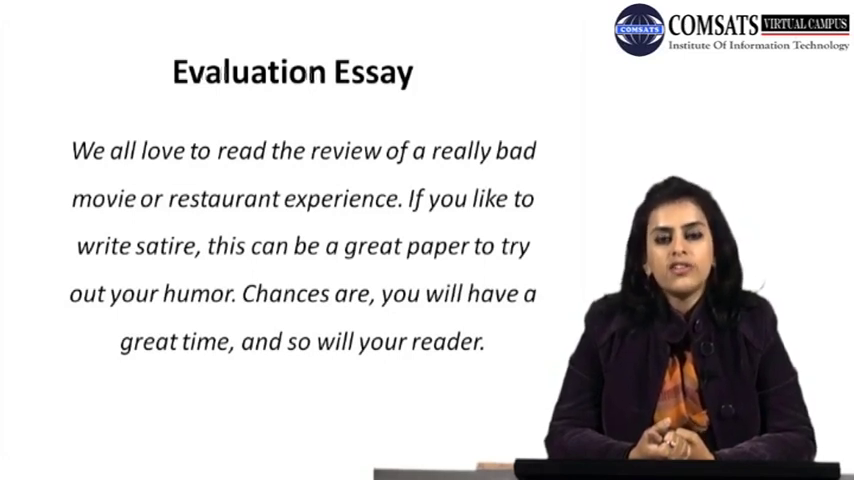 COMSATS VIRTUAL CAMPUS
Institute Of Information Technology
COMSATS
Evaluation Essay
We all love to read the review of a really bad
movie or restaurant experience. If you like to
write satire, this can be a great paper to try
out your humor. Chances are, you will have a
great time, and so will your reader.